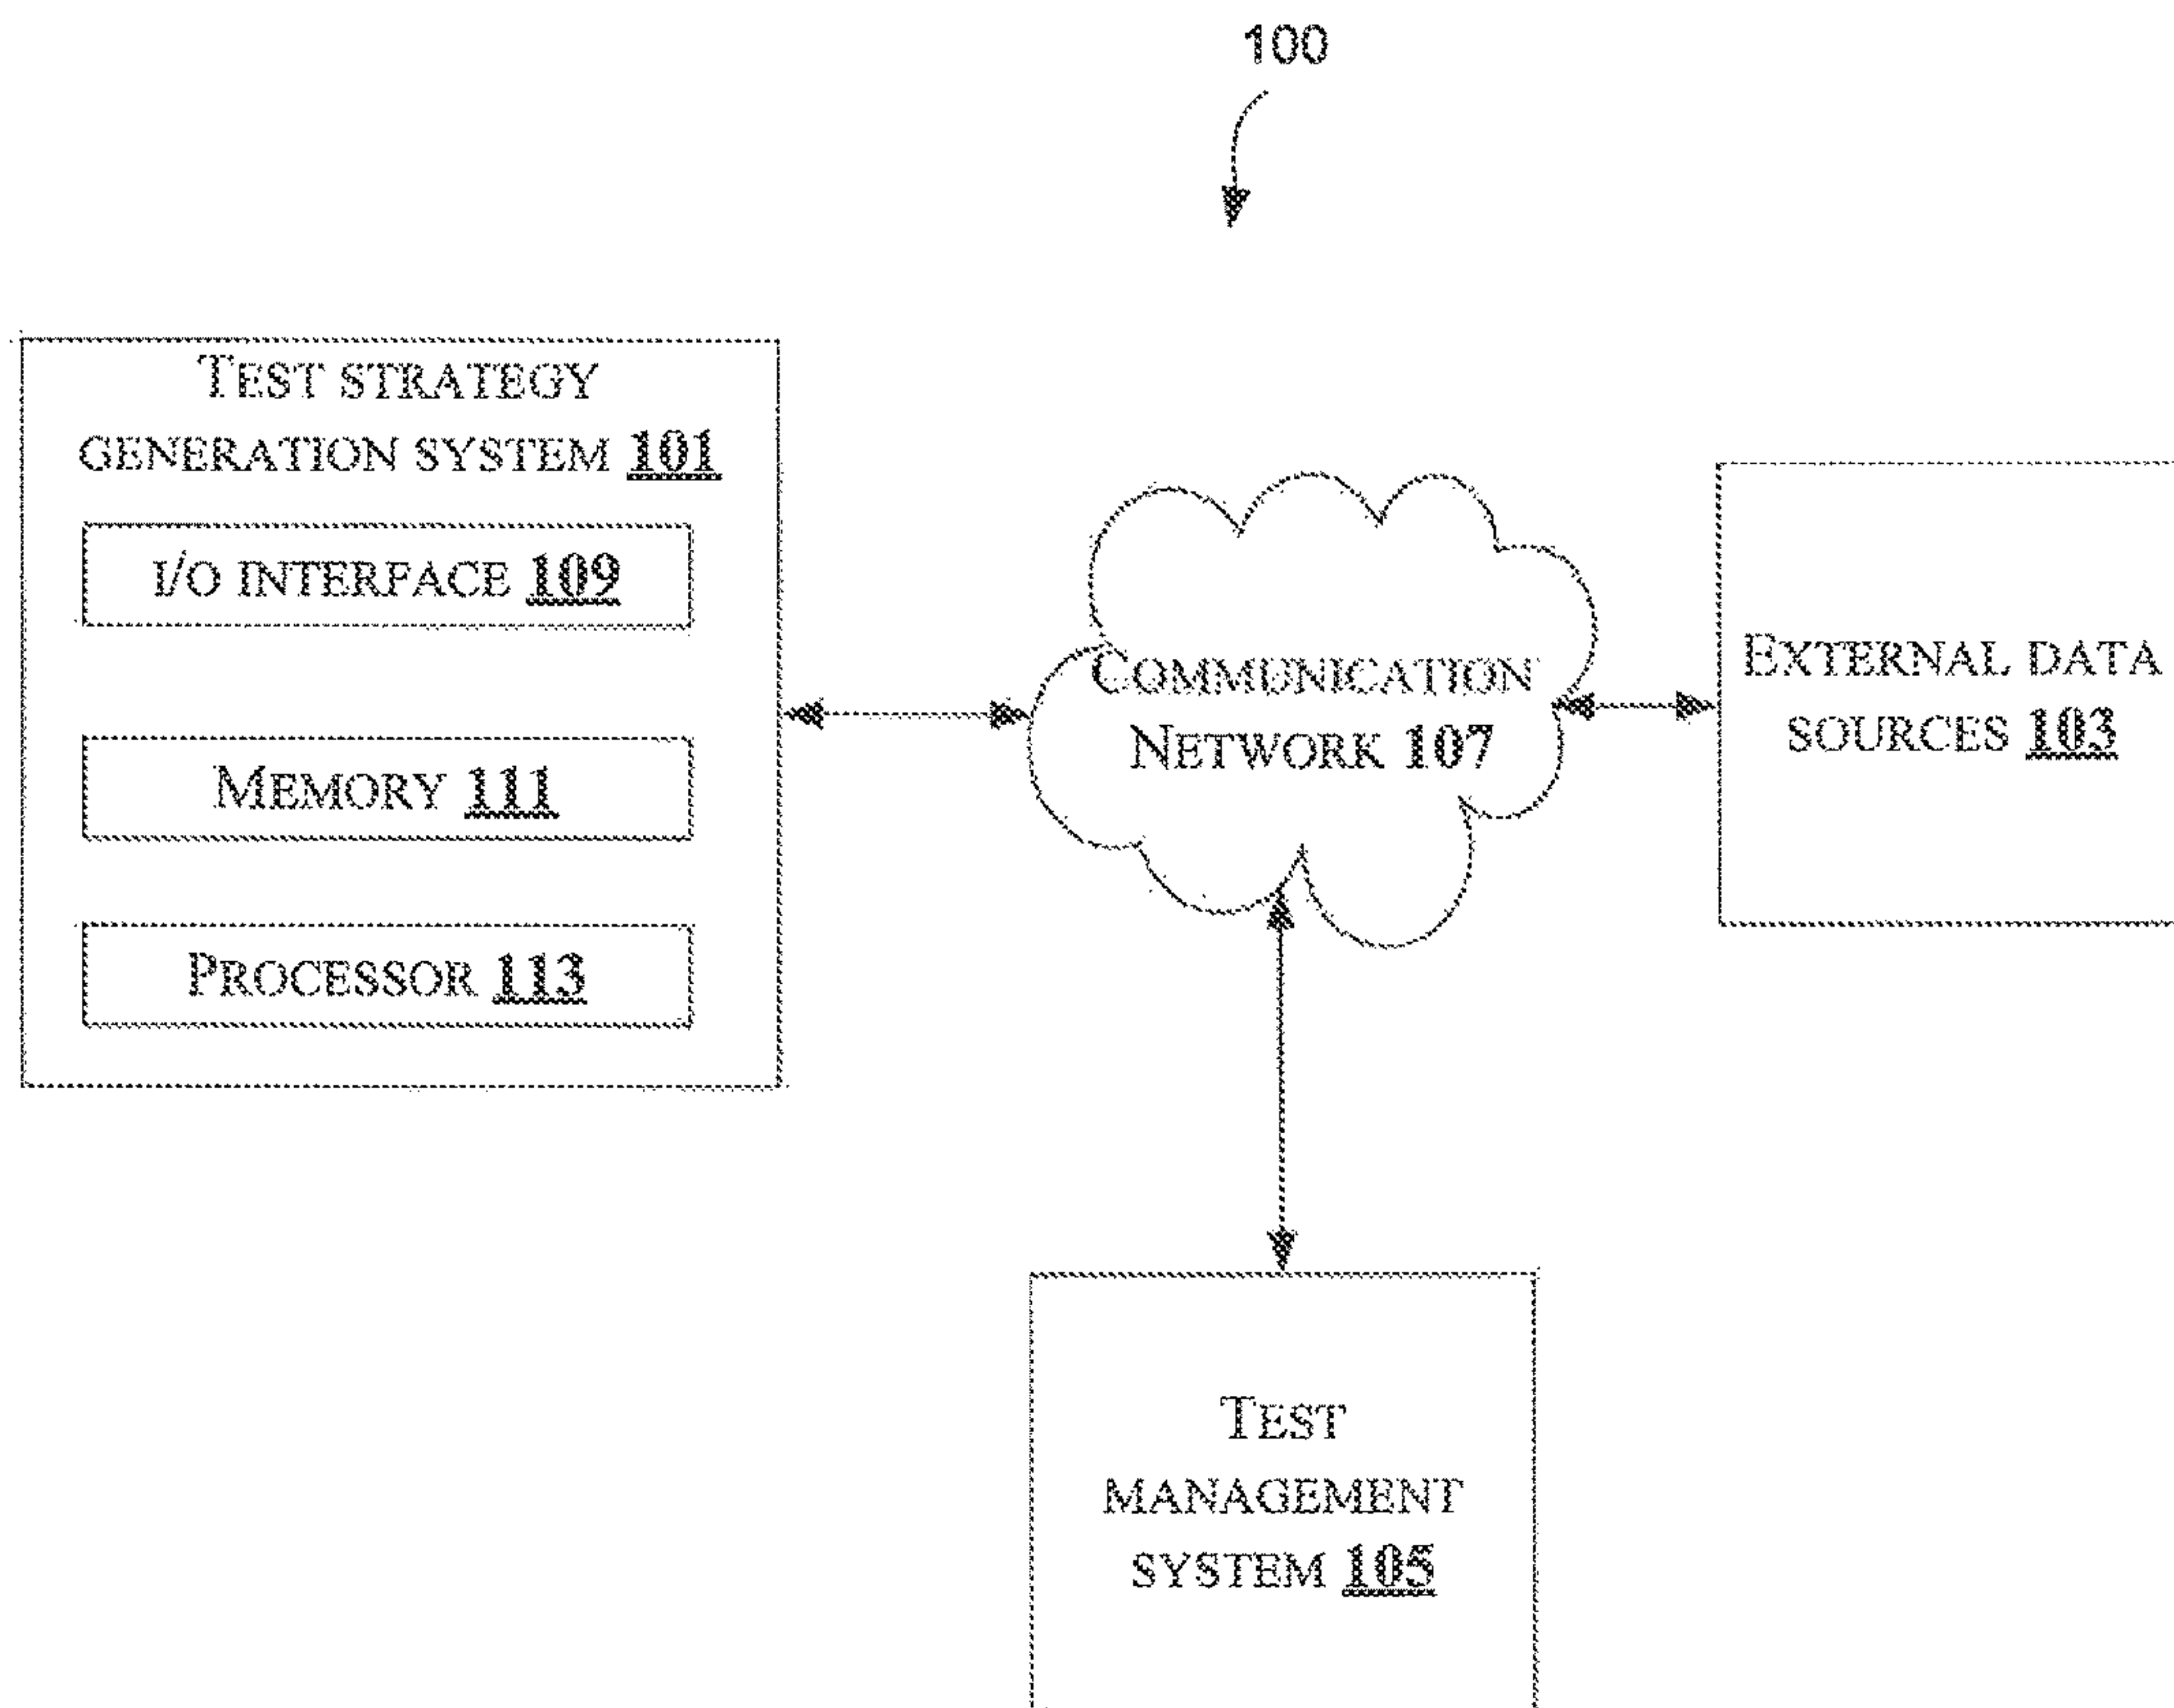 100
TEST STRATEGY
GENERATION SYSTEM 101
I/O INTERFACE 109
MEMORY 111
PROCESSOR 113
COMMUNICATION
NETWORK 107
EXTERNAL DATA
SOURCES 103
TEST
MANAGEMENT
SYSTEM 105